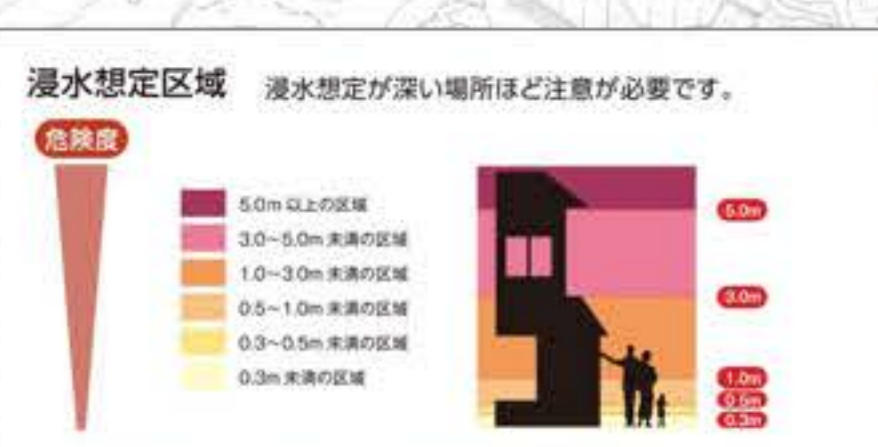 浸水想定区域 浸水想定が深い場所ほど注意が必要です。
危険度
5.0m 以上の区域
3.0～5.0m 未満の区域
1.0～3.0m 未満の区域
0.5～1.0m 未満の区域
0.3～0.5m 未満の区域
0.3m 未満の区域
5.0m
3.0m
1.0m
0.5m
0.3m